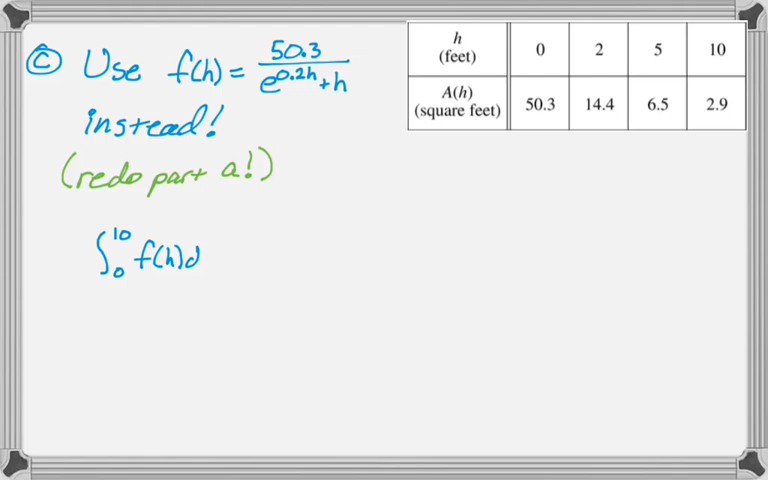 © Use f(h) = 50.3 / e^0.2h + h
instead!
(redo part a!)
∫₀¹⁰ f(h)d
h (feet) 0 2 5 10
A(h) (square feet) 50.3 14.4 6.5 2.9